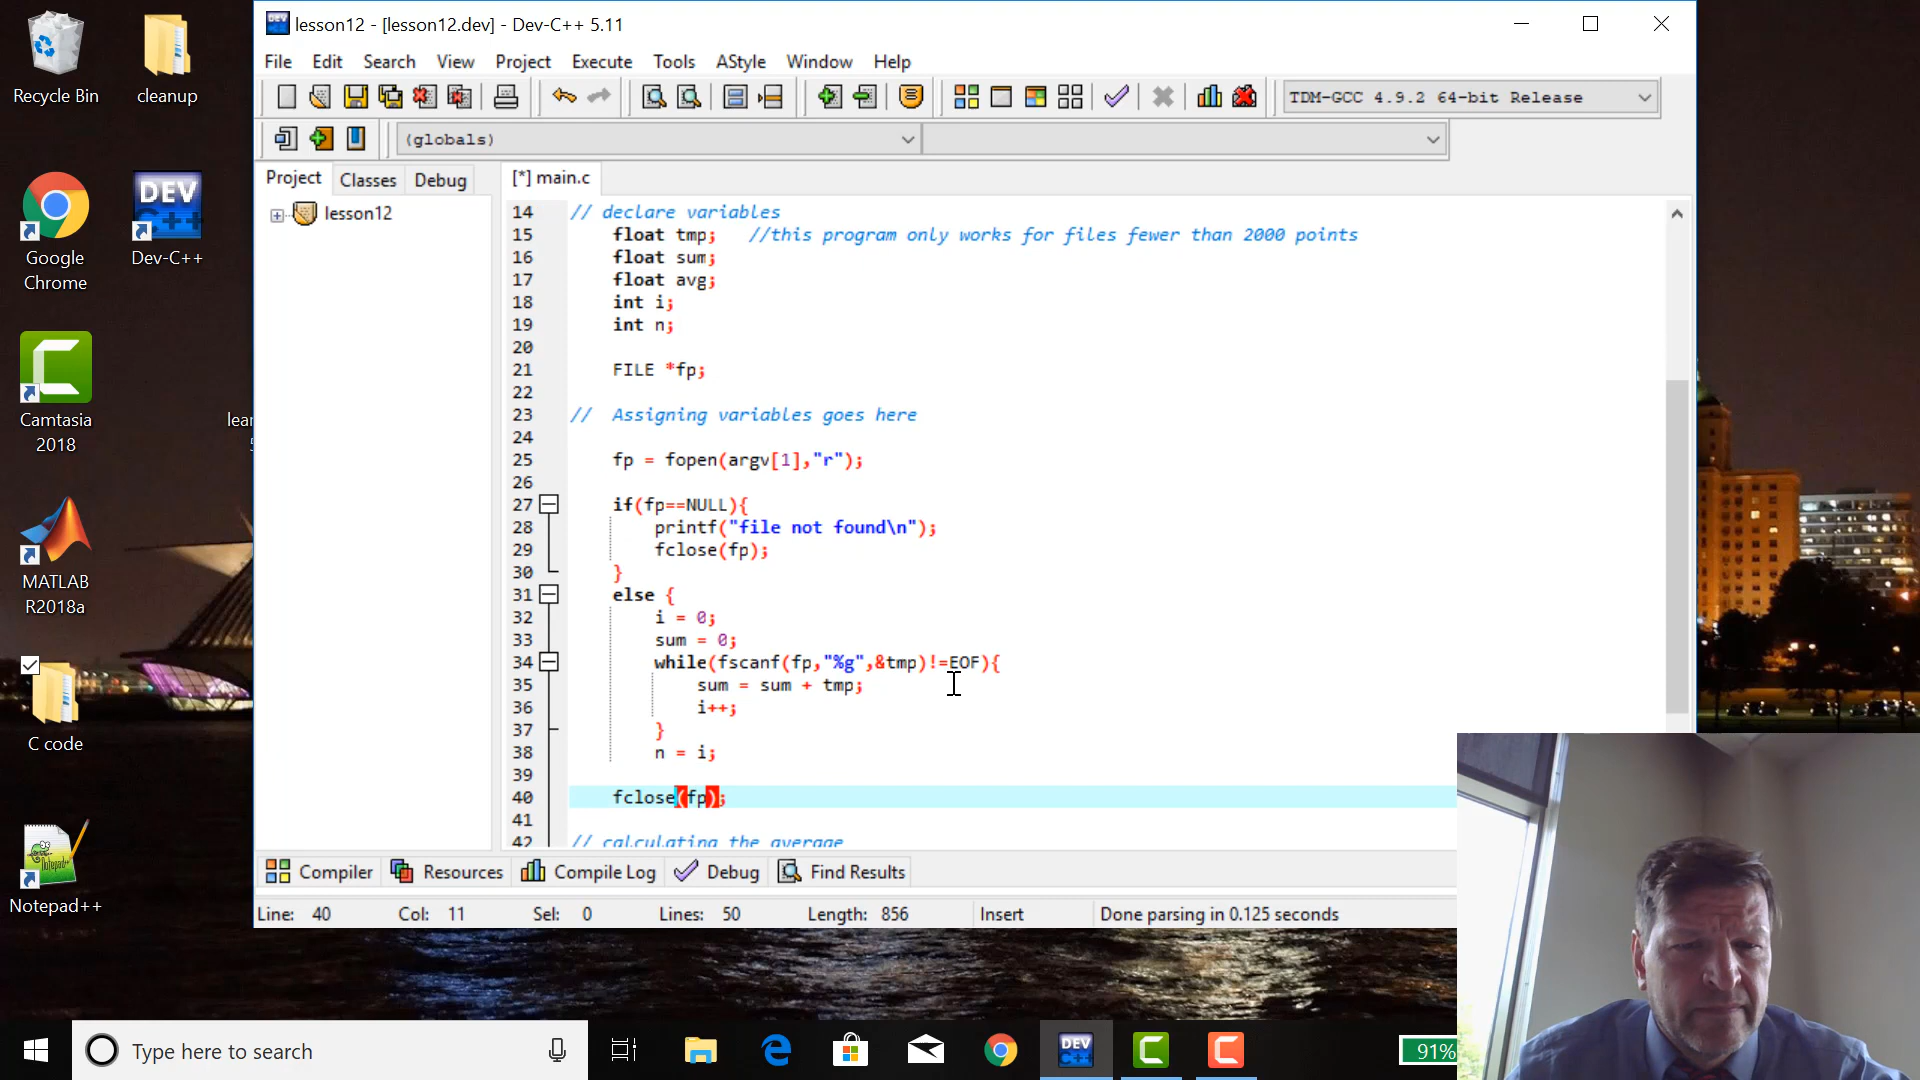 Recycle Bin
cleanup
Google
Chrome
Dev-C++
Camtasia
2018
lear
MATLAB
R2018a
C code
Notepad++
lesson12 - [lesson12.dev] - Dev-C++ 5.11
File Edit Search View Project Execute Tools AStyle Window Help
TDM-GCC 4.9.2 64-bit Release
(globals)
Project Classes Debug
[*] main.c
lesson12
14 // declare variables
15 float tmp; //this program only works for files fewer than 2000 points
16 float sum;
17 float avg;
18 int i;
19 int n;
20
21 FILE *fp;
22
23 // Assigning variables goes here
24
25 fp = fopen(argv[1],"r");
26
27 if(fp==NULL){
28 printf("file not found\n");
29 fclose(fp);
30 }
31 else {
32 i = 0;
33 sum = 0;
34 while(fscanf(fp,"%g",&tmp)!=EOF){
35 sum = sum + tmp;
36 i++;
37 }
38 n = i;
39
40 fclose(fp);
41
42 // calculating the average
Compiler Resources Compile Log Debug Find Results
Line: 40 Col: 11 Sel: 0 Lines: 50 Length: 856 Insert Done parsing in 0.125 seconds
Type here to search
DEV C++
91%